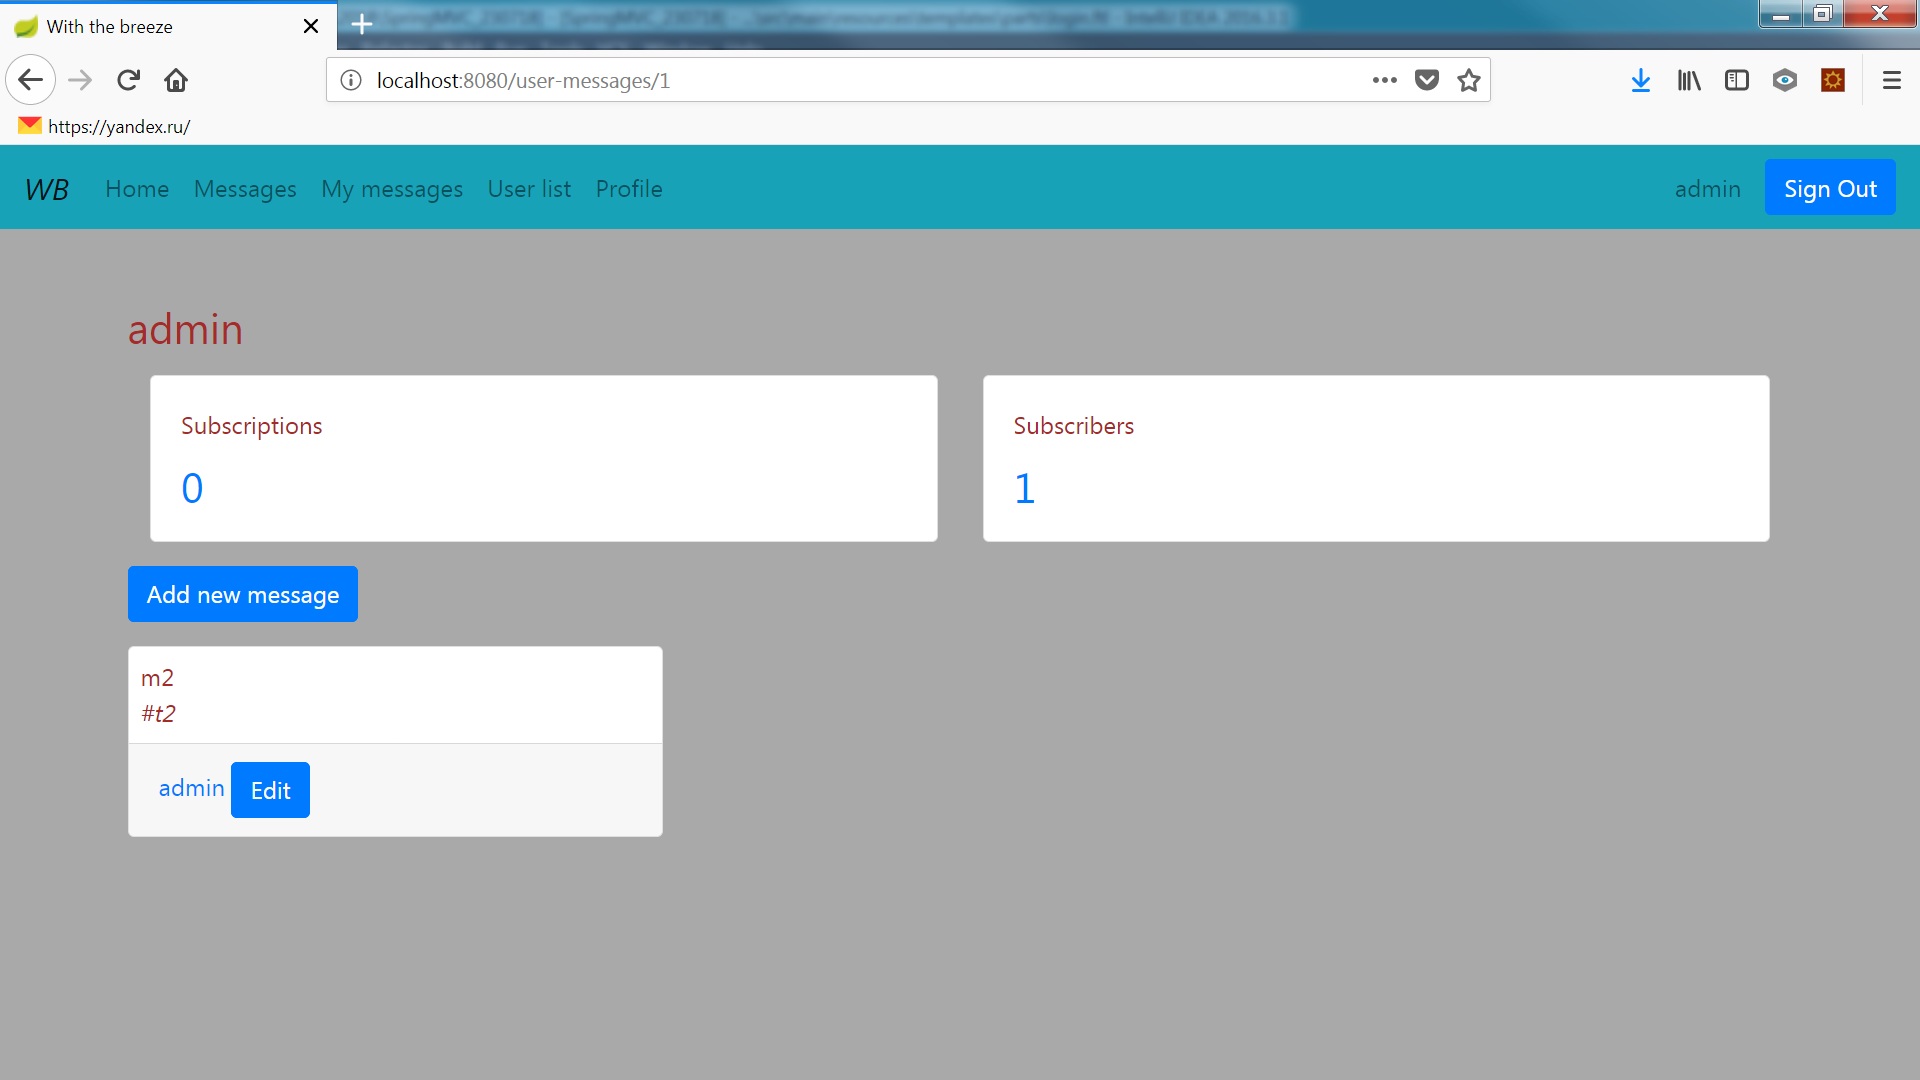 With the breeze
localhost:8080/user-messages/1
https://yandex.ru/
WB Home Messages My messages User list Profile admin Sign Out
admin
Subscriptions
0
Subscribers
1
Add new message
m2
#t2
admin Edit